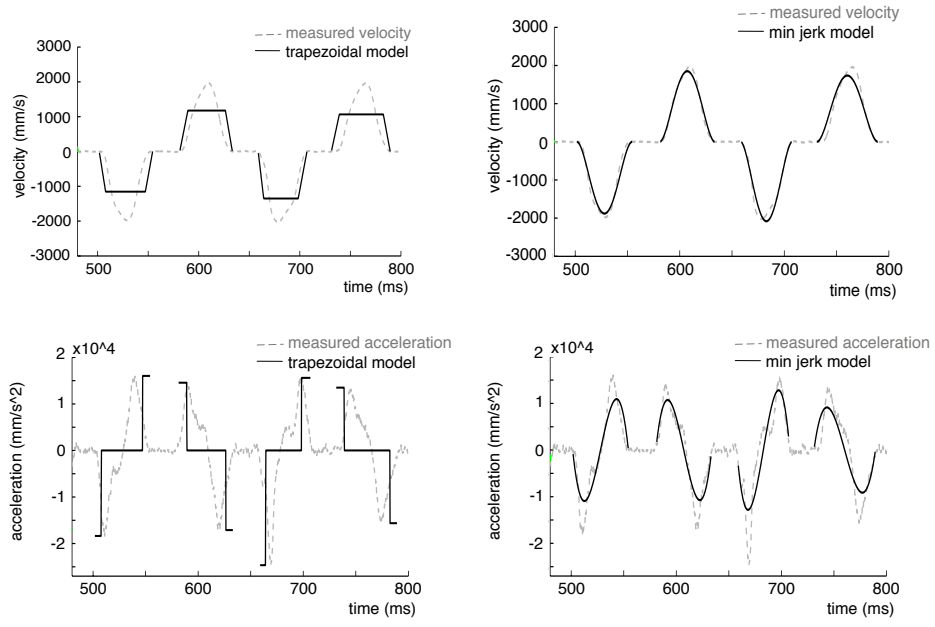 measured velocity
trapezoidal model
3000
2000
1000
0
-1000
-2000
-3000
velocity (mm/s)
500
600
700
800
time (ms)
measured velocity
min jerk model
3000
2000
1000
0
-1000
-2000
-3000
velocity (mm/s)
500
600
700
800
time (ms)
x10^4
measured acceleration
trapezoidal model
2
1
0
-1
-2
acceleration (mm/s^2)
500
600
700
800
time (ms)
x10^4
measured acceleration
min jerk model
2
1
0
-1
-2
acceleration (mm/s^2)
500
600
700
800
time (ms)